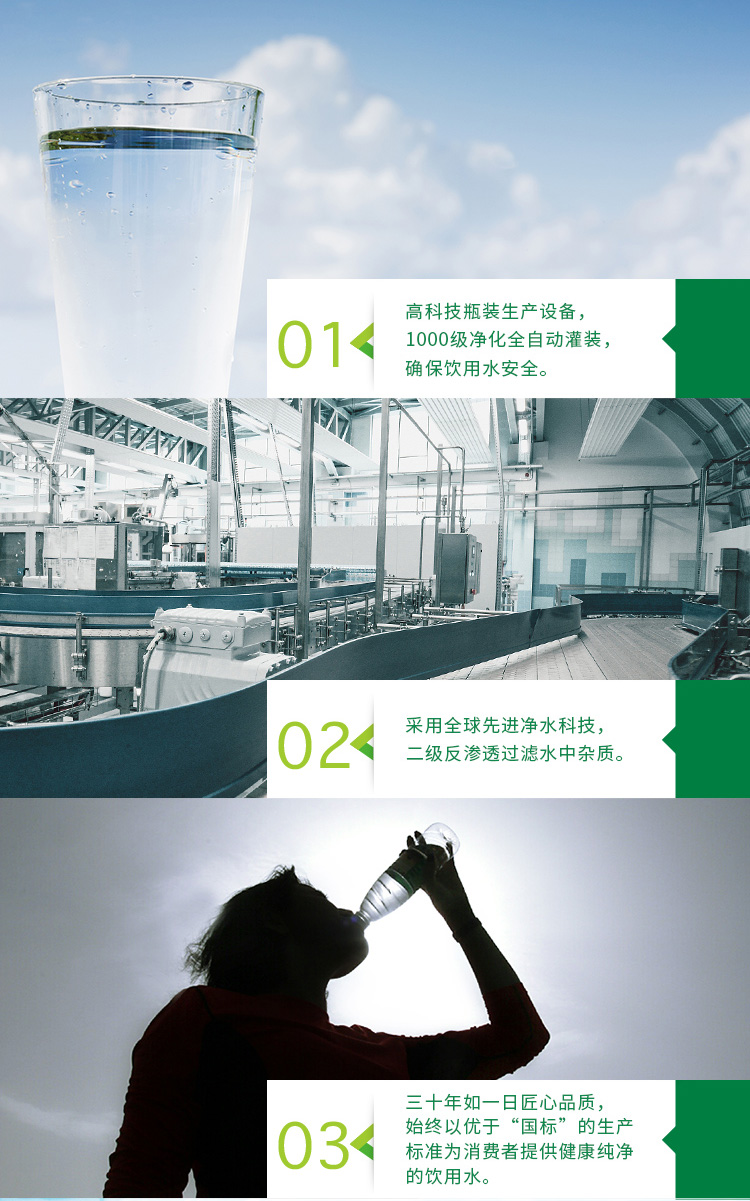 01
高科技瓶装生产设备，
1000级净化全自动灌装，
确保饮用水安全。
02
采用全球先进净水科技，
二级反渗透过滤水中杂质。
03
三十年如一日匠心品质，
始终以优于“国标”的生产
标准为消费者提供健康纯净
的饮用水。